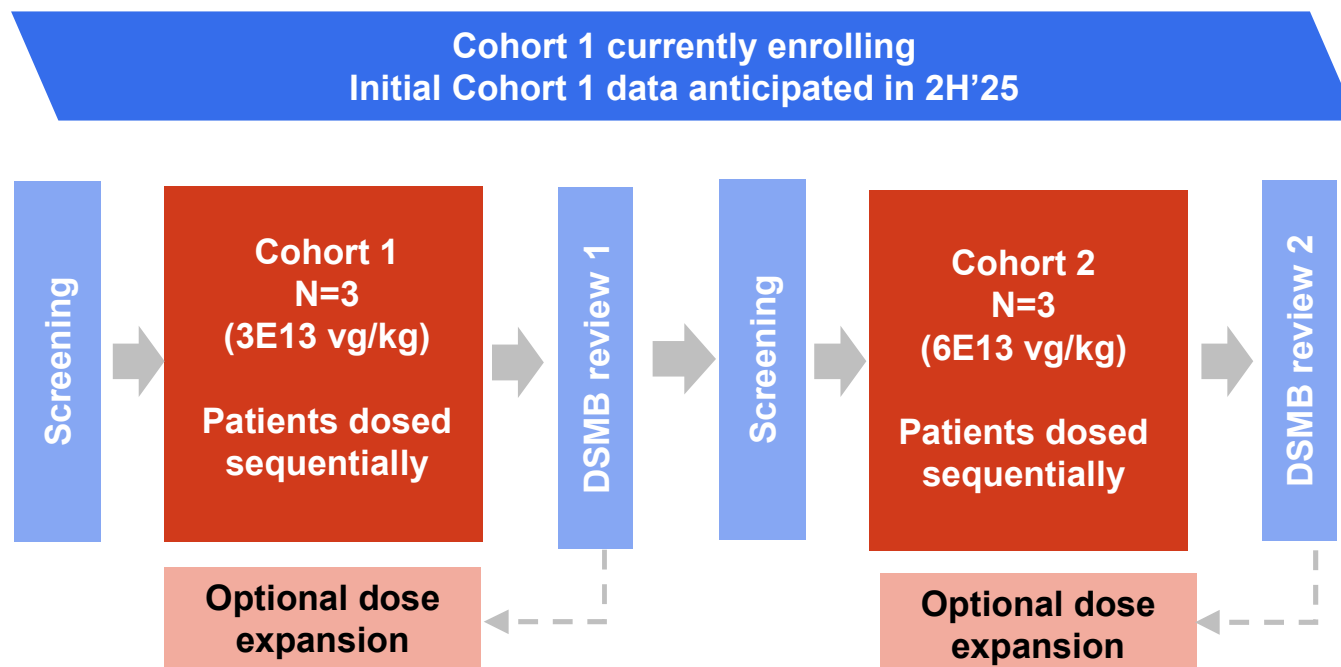 Cohort 1 currently enrolling
Initial Cohort 1 data anticipated in 2H’25
Screening
Cohort 1
N=3
(3E13 vg/kg)
Patients dosed
sequentially
DSMB review 1
Screening
Cohort 2
N=3
(6E13 vg/kg)
Patients dosed
sequentially
DSMB review 2
Optional dose
expansion
Optional dose
expansion